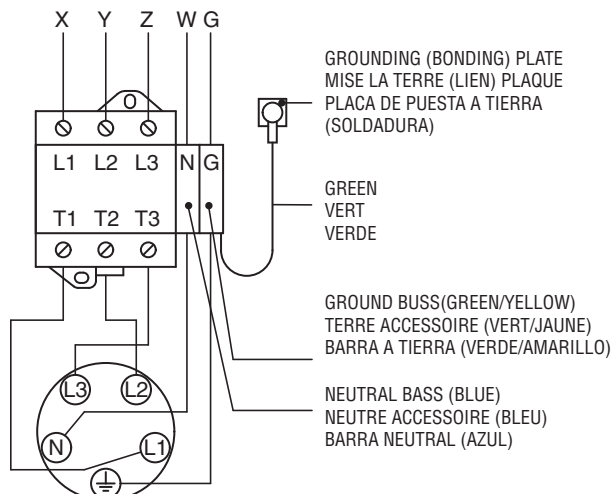 X Y Z W G
GROUNDING (BONDING) PLATE
MISE LA TERRE (LIEN) PLAQUE
PLACA DE PUESTA A TIERRA
(SOLDADURA)
L1 L2 L3 N G
T1 T2 T3
GREEN
VERT
VERDE
GROUND BUSS(GREEN/YELLOW)
TERRE ACCESSOIRE (VERT/JAUNE)
BARRA A TIERRA (VERDE/AMARILLO)
NEUTRAL BASS (BLUE)
NEUTRE ACCESSOIRE (BLEU)
BARRA NEUTRAL (AZUL)
L3 L2
N L1